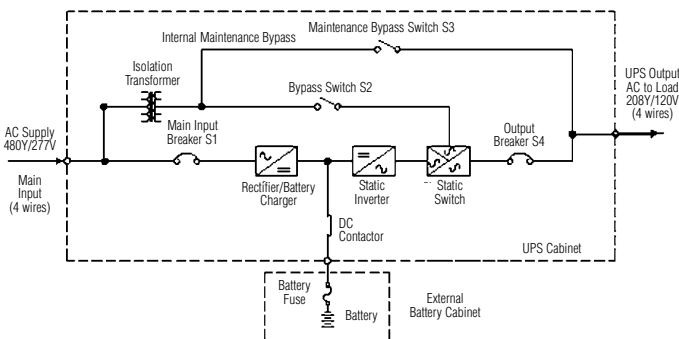 Maintenance Bypass Switch S3
Internal Maintenance Bypass
Isolation
Transformer
Bypass Switch S2
UPS Output
AC to Load
208Y/120V
(4 wires)
AC Supply
480Y/277V
Main Input
Breaker S1
Output
Breaker S4
Main
Input
(4 wires)
Rectifier/Battery
Charger
Static
Inverter
Static
Switch
DC
Contactor
UPS Cabinet
Battery
Fuse
Battery
External
Battery Cabinet